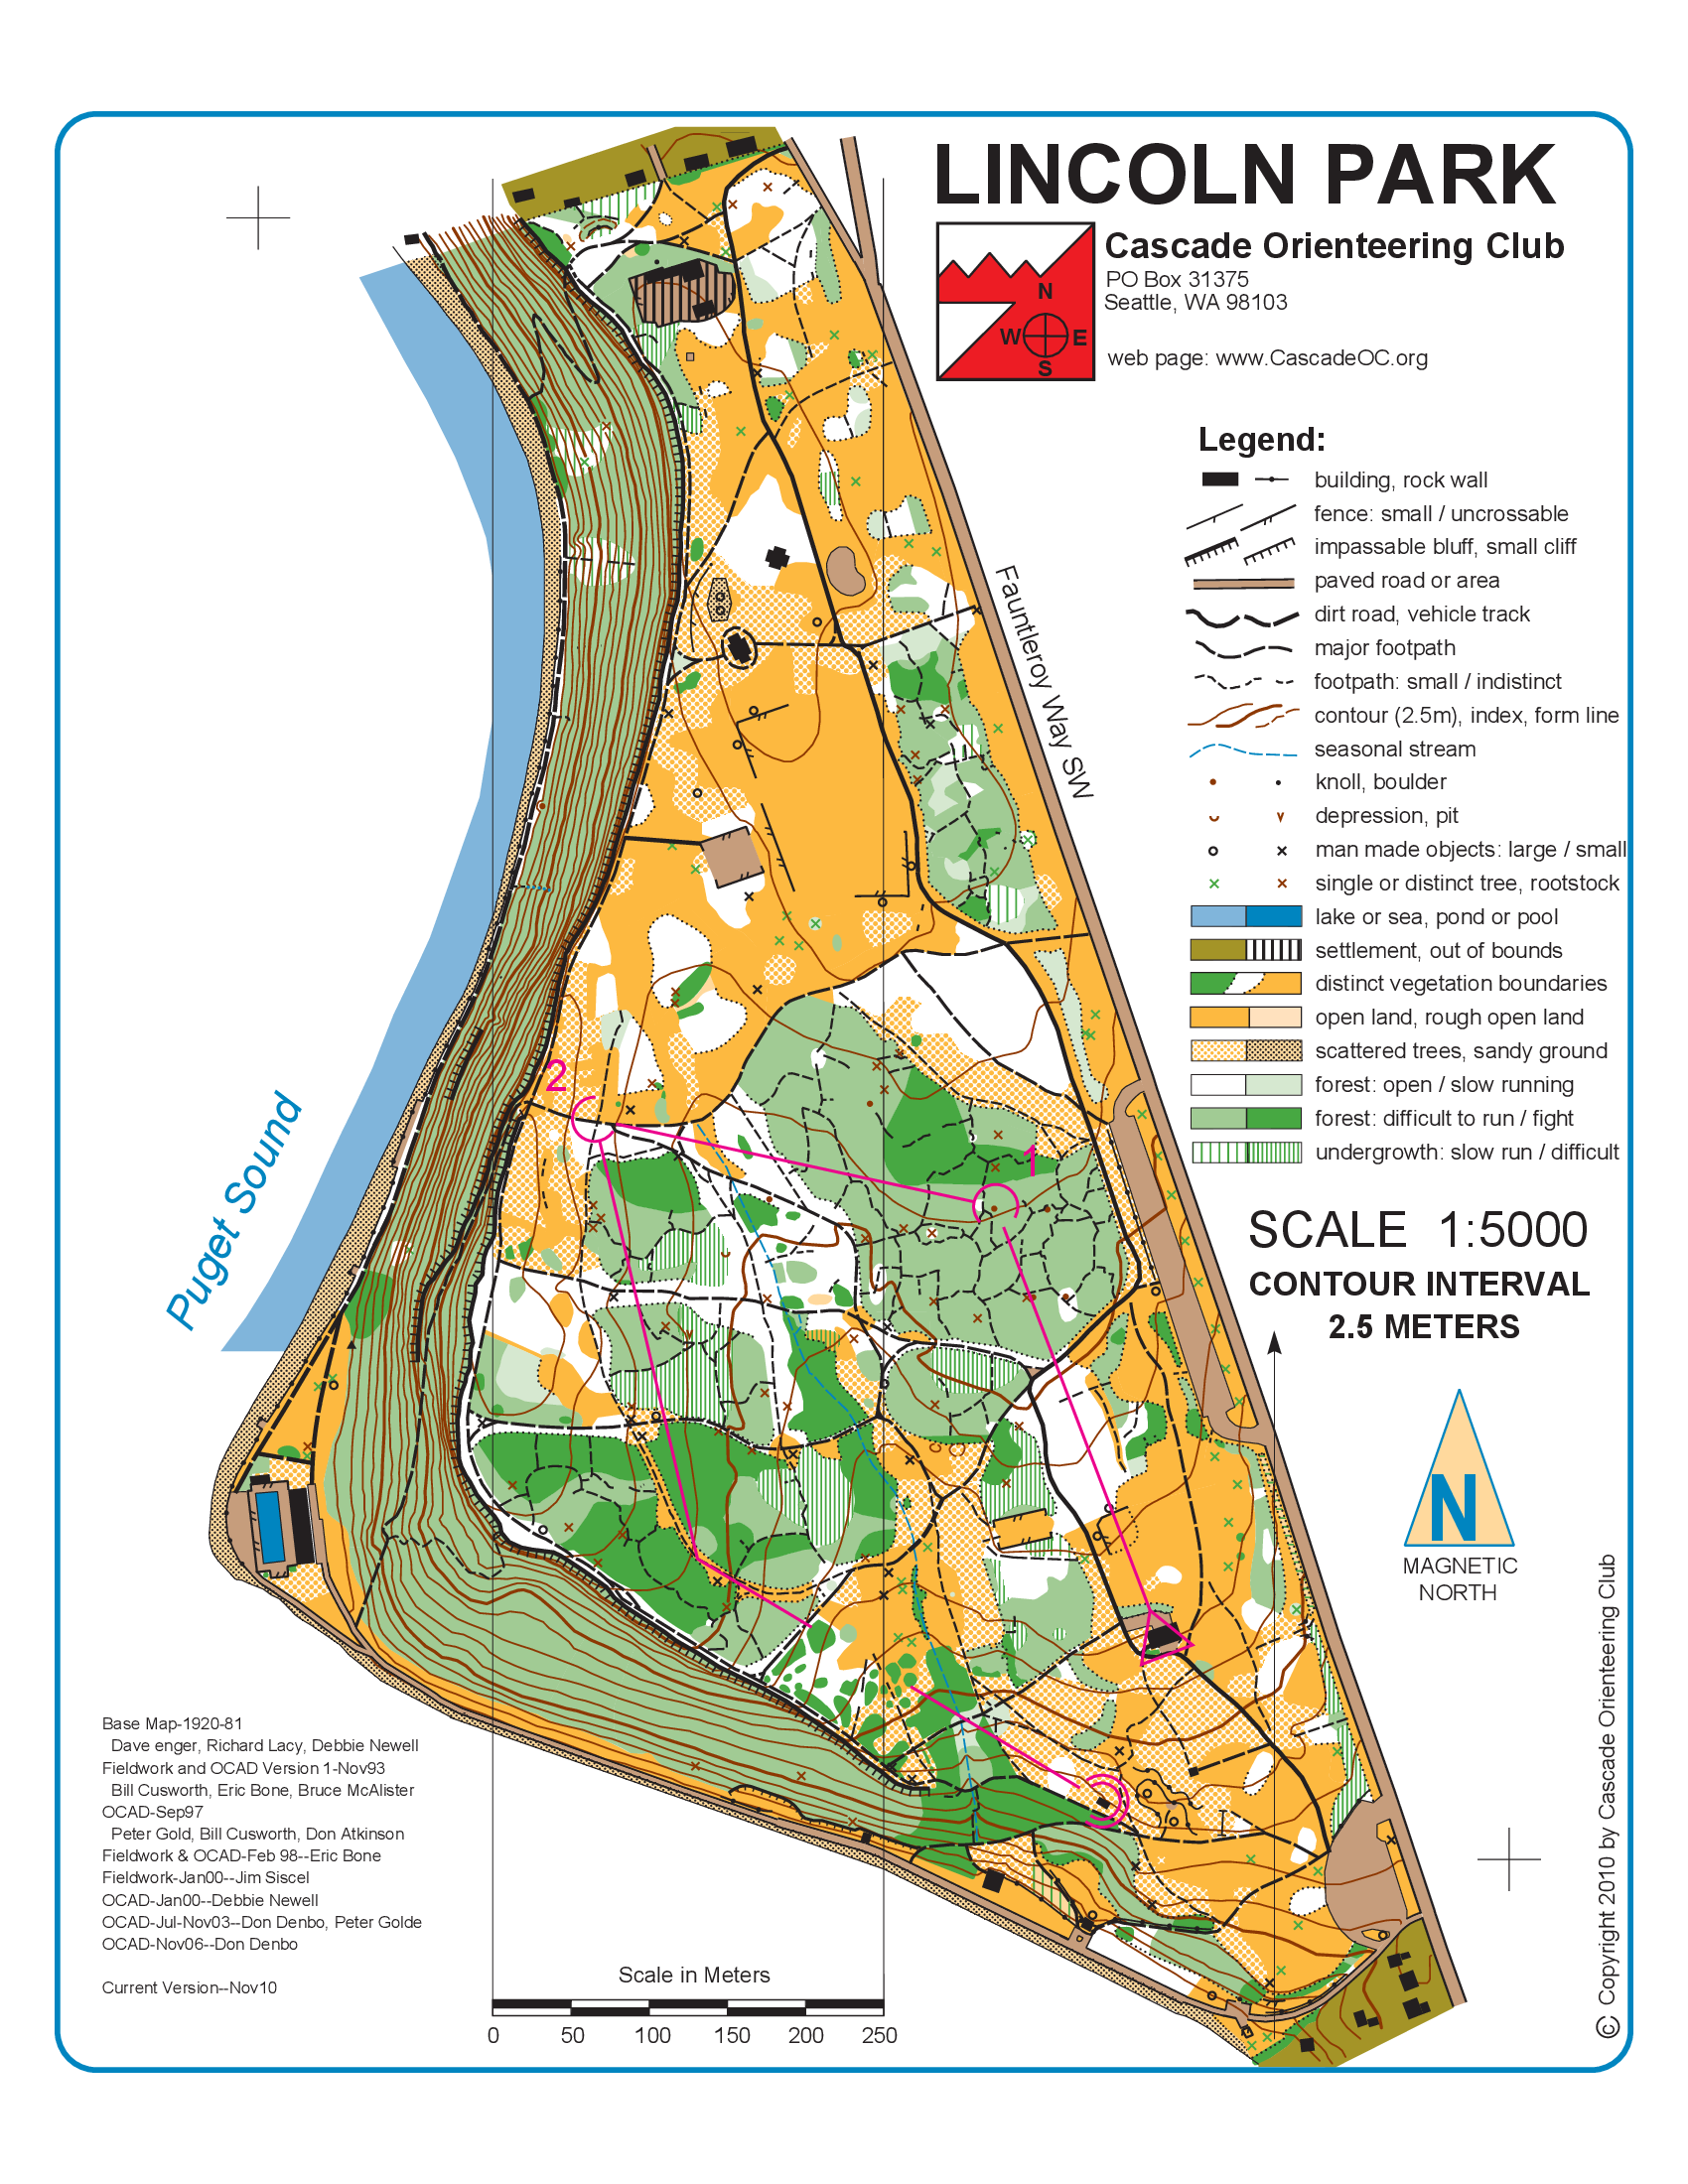 LINCOLN PARK
Cascade Orienteering Club
PO Box 31375
Seattle, WA 98103
web page: www.CascadeOC.org
N
W E
S
Legend:
building, rock wall
fence: small / uncrossable
impassable bluff, small cliff
paved road or area
dirt road, vehicle track
major footpath
footpath: small / indistinct
contour (2.5m), index, form line
seasonal stream
knoll, boulder
depression, pit
man made objects: large / small
single or distinct tree, rootstock
lake or sea, pond or pool
settlement, out of bounds
distinct vegetation boundaries
open land, rough open land
scattered trees, sandy ground
forest: open / slow running
forest: difficult to run / fight
undergrowth: slow run / difficult
Fauntleroy Way SW
2
1
Puget Sound
SCALE 1:5000
CONTOUR INTERVAL
2.5 METERS
N
MAGNETIC
NORTH
Base Map-1920-81
Dave enger, Richard Lacy, Debbie Newell
Fieldwork and OCAD Version 1-Nov93
Bill Cusworth, Eric Bone, Bruce McAlister
OCAD-Sep97
Peter Gold, Bill Cusworth, Don Atkinson
Fieldwork & OCAD-Feb 98--Eric Bone
Fieldwork-Jan00--Jim Siscel
OCAD-Jan00--Debbie Newell
OCAD-Jul-Nov03--Don Denbo, Peter Golde
OCAD-Nov06--Don Denbo
Current Version--Nov10
Scale in Meters
0 50 100 150 200 250
© Copyright 2010 by Cascade Orienteering Club